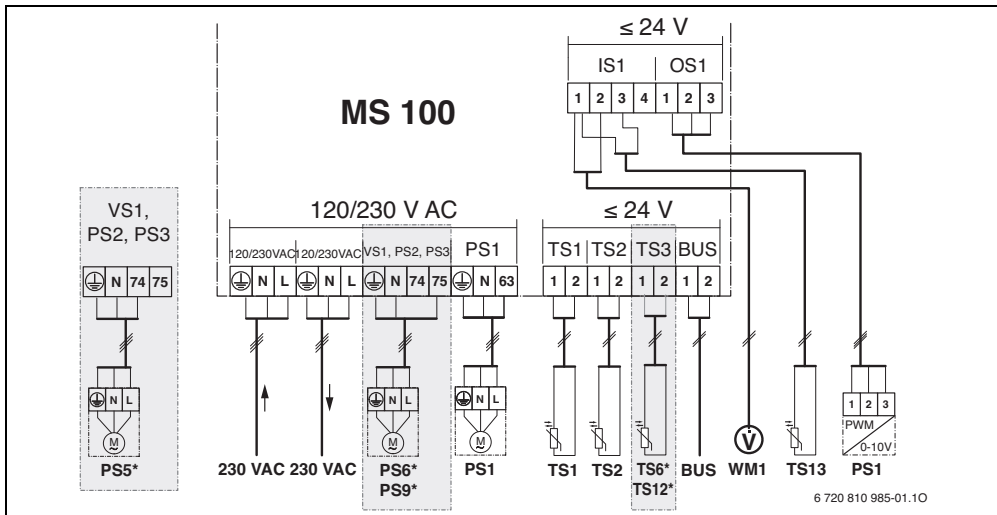 ≤ 24 V
IS1 OS1
1 2 3 4 1 2 3
MS 100
120/230 V AC
≤ 24 V
VS1,
PS2, PS3
120/230VAC 120/230VAC VS1, PS2, PS3 PS1
TS1 TS2 TS3 BUS
N 74 75
N L N L N 74 75 N 63
1 2 1 2 1 2 1 2
N L
M
~
PS5*
230 VAC 230 VAC
N L
M
~
PS6*
PS9*
N L
M
~
PS1
TS1 TS2 TS6*
TS12*
BUS
V
WM1
TS13
1 2 3
PWM
0-10V
PS1
6 720 810 985-01.1O